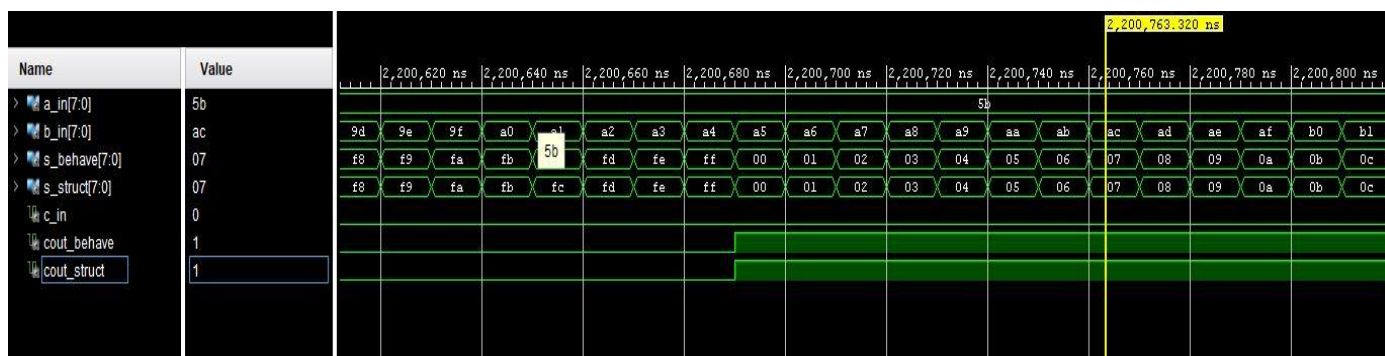 2,200,763.320 ns
Name Value
2,200,620 ns 2,200,640 ns 2,200,660 ns 2,200,680 ns 2,200,700 ns 2,200,720 ns 2,200,740 ns 2,200,760 ns 2,200,780 ns 2,200,800 ns
a_in[7:0] 5b 5b
b_in[7:0] ac 9d 9e 9f a0 a1 a2 a3 a4 a5 a6 a7 a8 a9 aa ab ac ad ae af b0 b1
5b
s_behave[7:0] 07 f8 f9 fa fb fd fe ff 00 01 02 03 04 05 06 07 08 09 0a 0b 0c
s_struct[7:0] 07 f8 f9 fa fb fc fd fe ff 00 01 02 03 04 05 06 07 08 09 0a 0b 0c
c_in 0
cout_behave 1
cout_struct 1